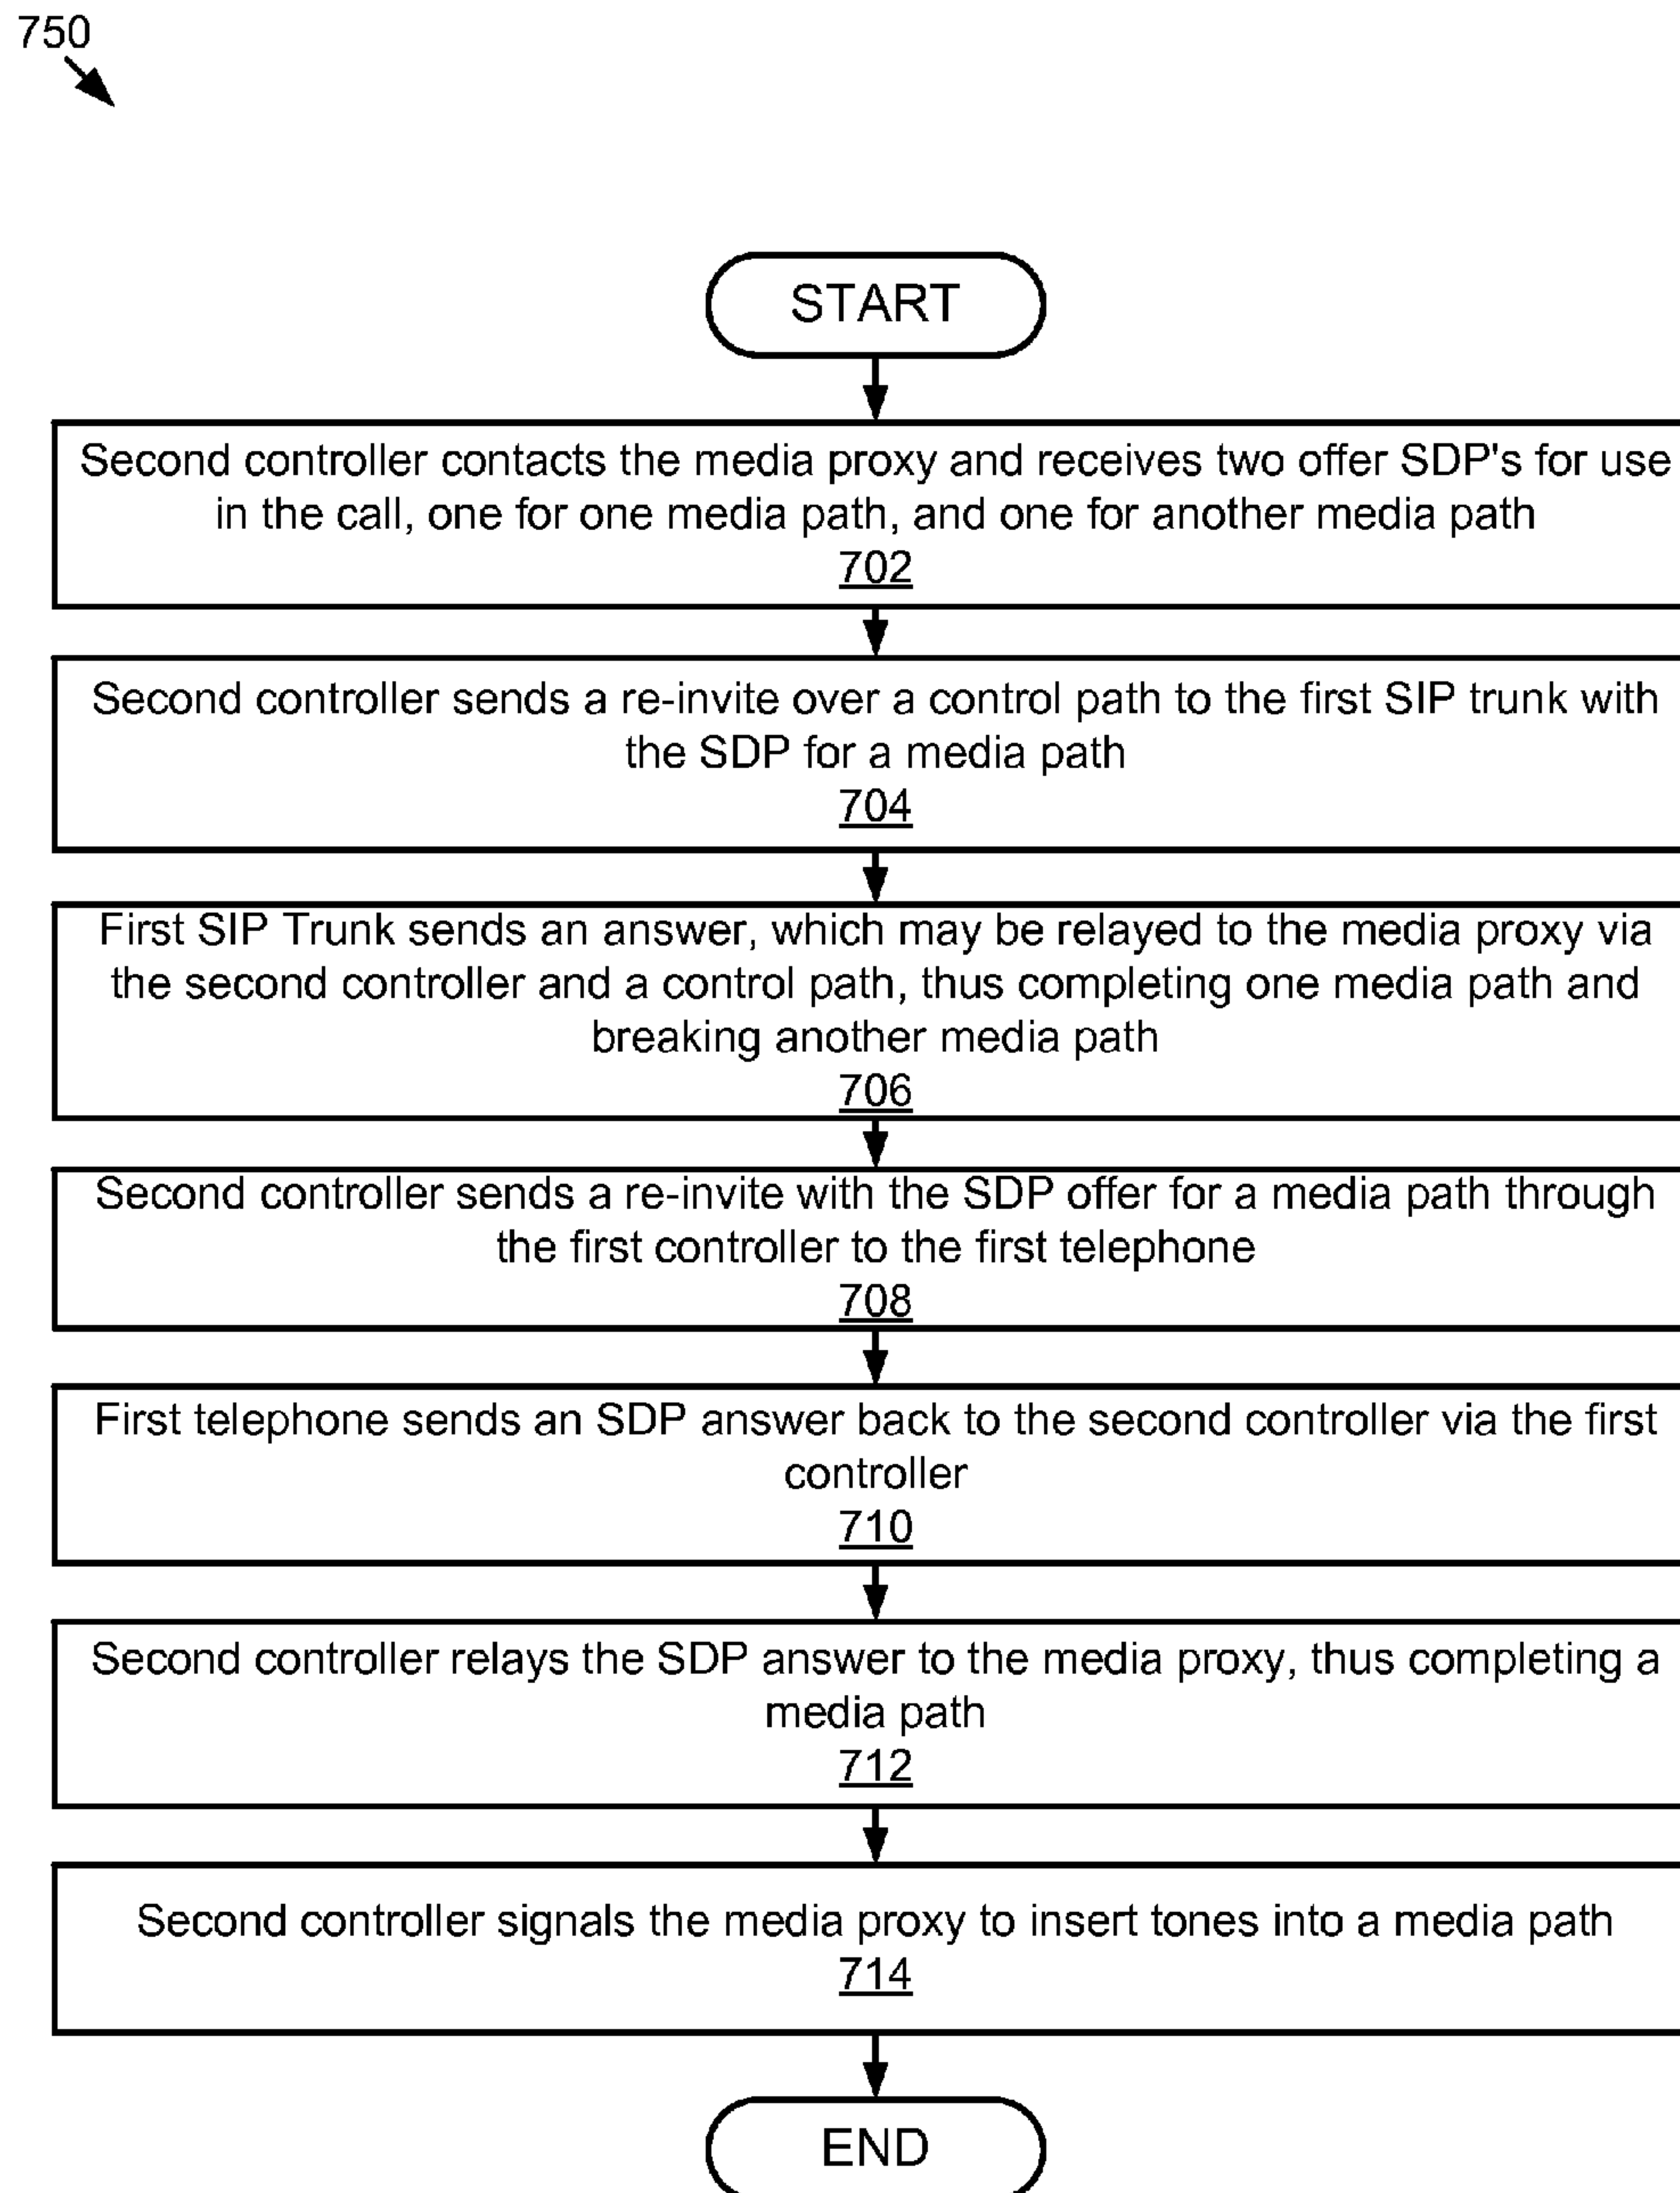 750
START
Second controller contacts the media proxy and receives two offer SDP's for use
in the call, one for one media path, and one for another media path
702
Second controller sends a re-invite over a control path to the first SIP trunk with
the SDP for a media path
704
First SIP Trunk sends an answer, which may be relayed to the media proxy via
the second controller and a control path, thus completing one media path and
breaking another media path
706
Second controller sends a re-invite with the SDP offer for a media path through
the first controller to the first telephone
708
First telephone sends an SDP answer back to the second controller via the first
controller
710
Second controller relays the SDP answer to the media proxy, thus completing a
media path
712
Second controller signals the media proxy to insert tones into a media path
714
END